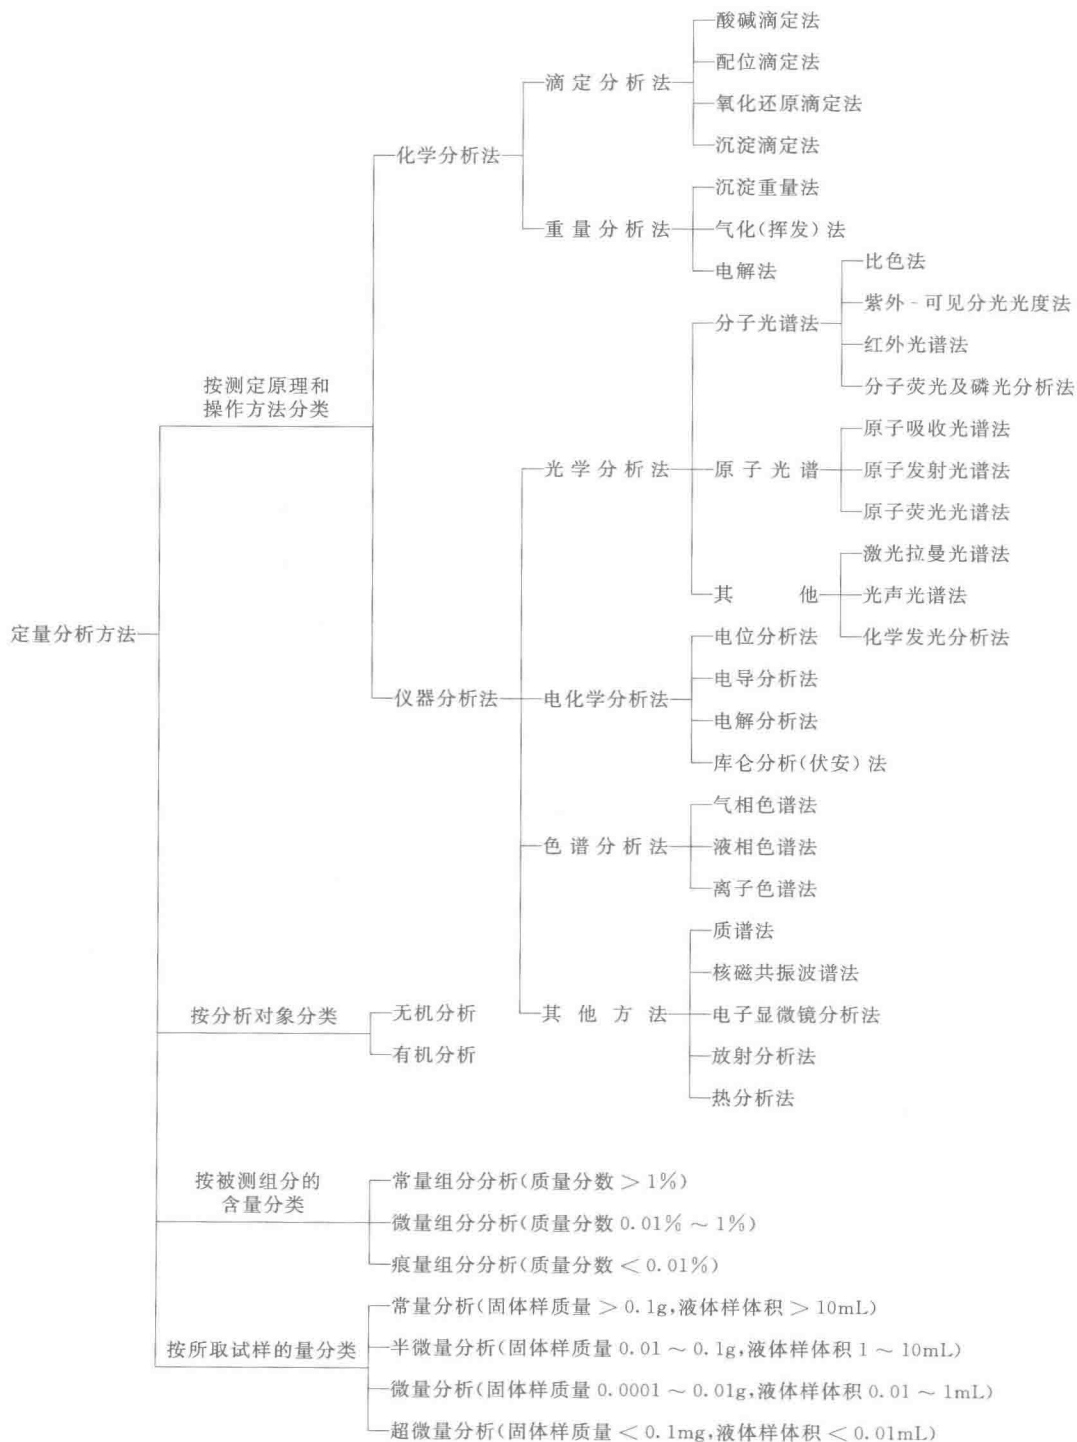 酸碱滴定法
配位滴定法
滴定分析法
氧化还原滴定法
沉淀滴定法
化学分析法
沉淀重量法
重量分析法
气化(挥发)法
电解法
比色法
紫外-可见分光光度法
分子光谱法
红外光谱法
分子荧光及磷光分析法
按测定原理和
操作方法分类
原子吸收光谱法
光学分析法
原子光谱
原子发射光谱法
原子荧光光谱法
激光拉曼光谱法
其他
光声光谱法
化学发光分析法
定量分析方法
电位分析法
电导分析法
仪器分析法
电化学分析法
电解分析法
库仑分析(伏安)法
气相色谱法
色谱分析法
液相色谱法
离子色谱法
质谱法
核磁共振波谱法
其他方法
电子显微镜分析法
放射分析法
热分析法
按分析对象分类
无机分析
有机分析
按被测组分的
含量分类
常量组分分析(质量分数>1%)
微量组分分析(质量分数0.01%~1%)
痕量组分分析(质量分数<0.01%)
按所取试样的量分类
常量分析(固体样质量>0.1g,液体样体积>10mL)
半微量分析(固体样质量0.01~0.1g,液体样体积1~10mL)
微量分析(固体样质量0.0001~0.01g,液体样体积0.01~1mL)
超微量分析(固体样质量<0.1mg,液体样体积<0.01mL)